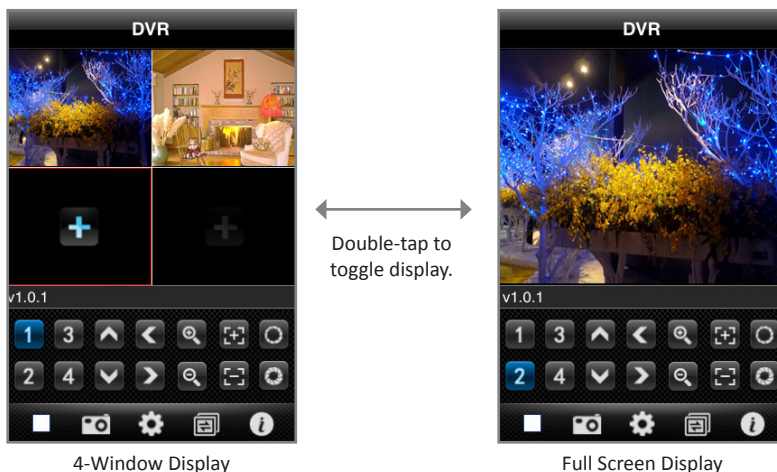 DVR
DVR
Double-tap to
toggle display.
v1.0.1
v1.0.1
1 3
2 4
1 3
2 4
4-Window Display
Full Screen Display